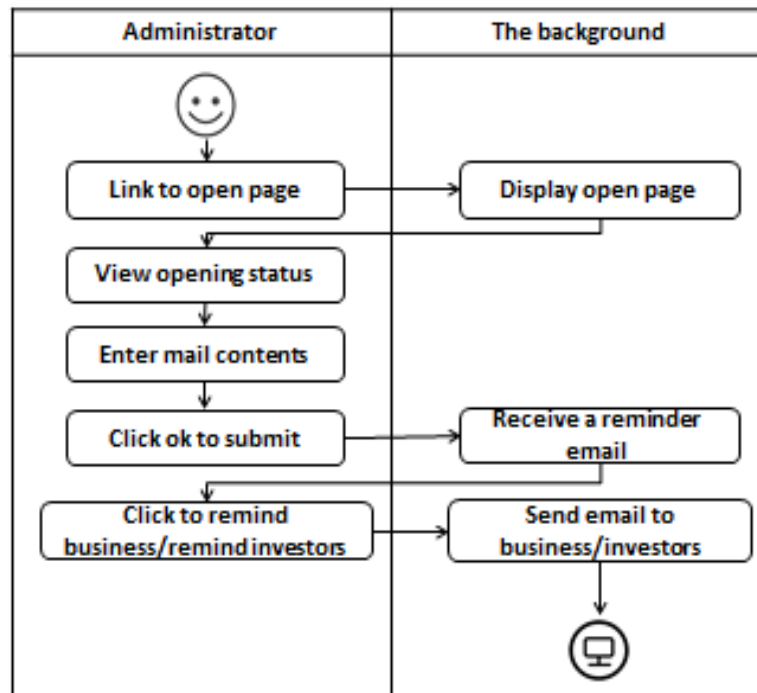 Administrator
The background
Link to open page
Display open page
View opening status
Enter mail contents
Click ok to submit
Receive a reminder
email
Click to remind
business/remind investors
Send email to
business/investors